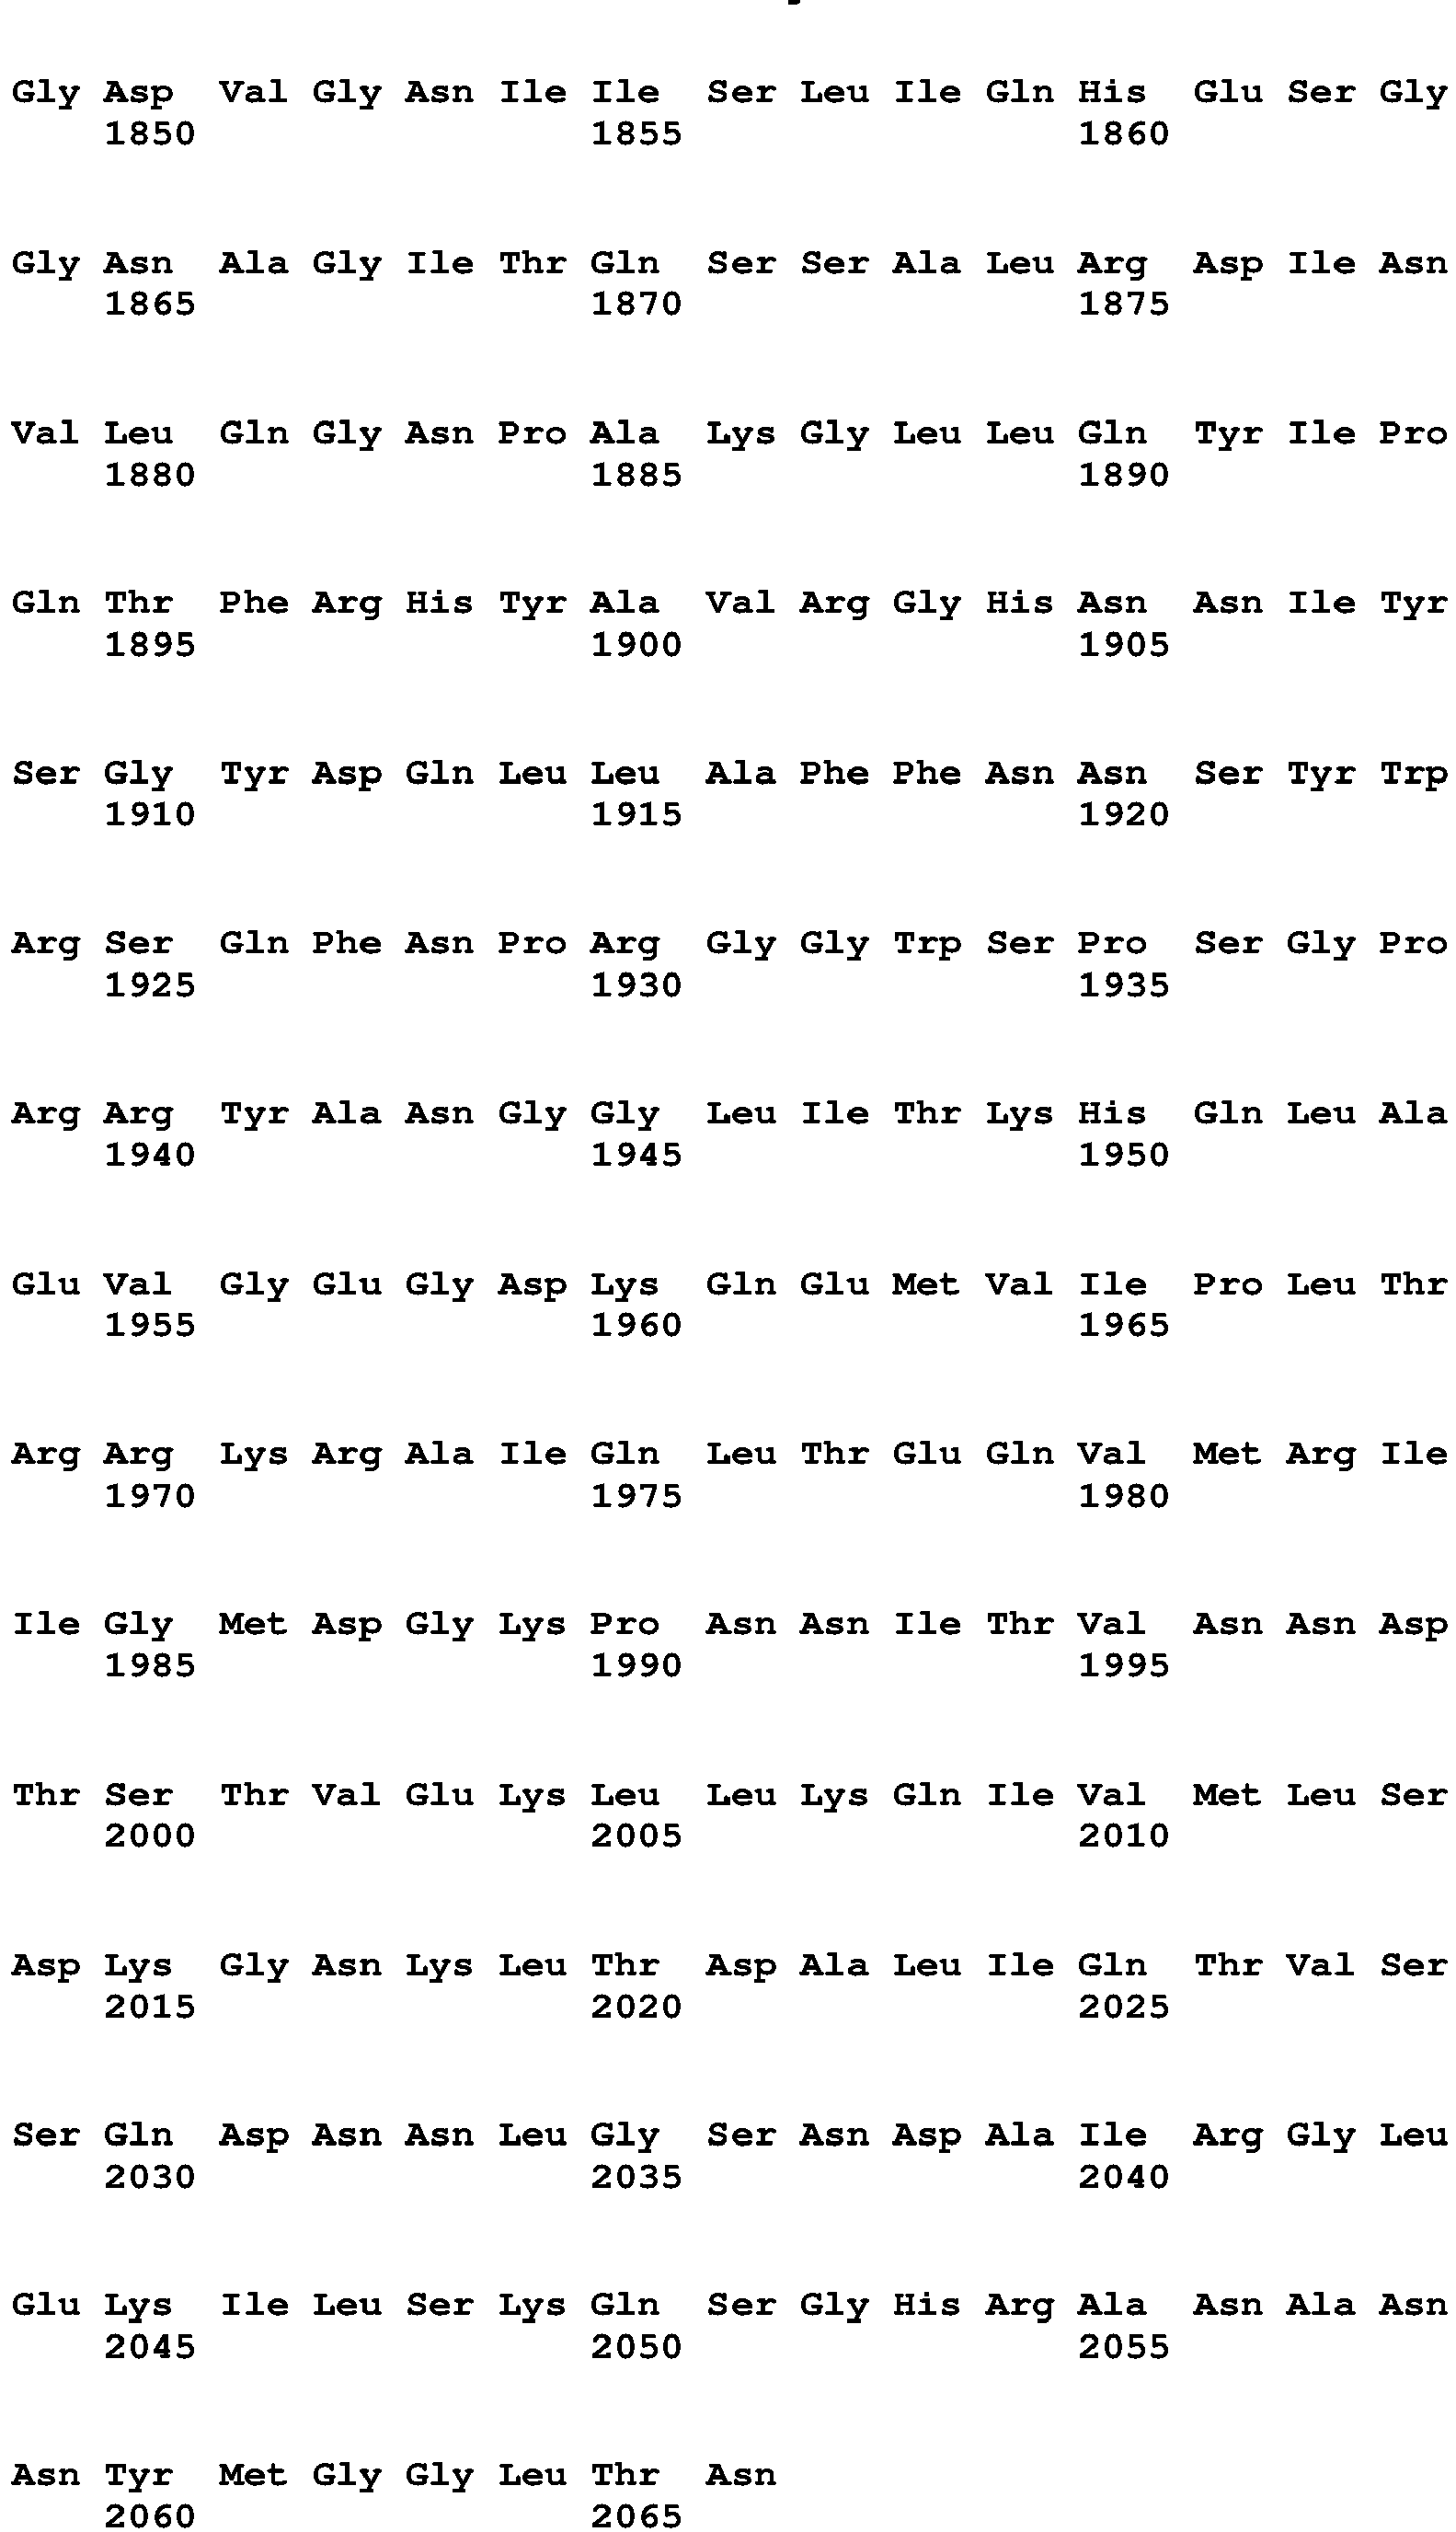 Gly Asp Val Gly Asn Ile Ile Ser Leu Ile Gln His Glu Ser Gly
1850 1855 1860
Gly Asn Ala Gly Ile Thr Gln Ser Ser Ala Leu Arg Asp Ile Asn
1865 1870 1875
Val Leu Gln Gly Asn Pro Ala Lys Gly Leu Leu Gln Tyr Ile Pro
1880 1885 1890
Gln Thr Phe Arg His Tyr Ala Val Arg Gly His Asn Asn Ile Tyr
1895 1900 1905
Ser Gly Tyr Asp Gln Leu Leu Ala Phe Phe Asn Asn Ser Tyr Trp
1910 1915 1920
Arg Ser Gln Phe Asn Pro Arg Gly Gly Trp Ser Pro Ser Gly Pro
1925 1930 1935
Arg Arg Tyr Ala Asn Gly Gly Leu Ile Thr Lys His Gln Leu Ala
1940 1945 1950
Glu Val Gly Glu Gly Asp Lys Gln Glu Met Val Ile Pro Leu Thr
1955 1960 1965
Arg Arg Lys Arg Ala Ile Gln Leu Thr Glu Gln Val Met Arg Ile
1970 1975 1980
Ile Gly Met Asp Gly Lys Pro Asn Asn Ile Thr Val Asn Asn Asp
1985 1990 1995
Thr Ser Thr Val Glu Lys Leu Leu Lys Gln Ile Val Met Leu Ser
2000 2005 2010
Asp Lys Gly Asn Lys Leu Thr Asp Ala Leu Ile Gln Thr Val Ser
2015 2020 2025
Ser Gln Asp Asn Asn Leu Gly Ser Asn Asp Ala Ile Arg Gly Leu
2030 2035 2040
Glu Lys Ile Leu Ser Lys Gln Ser Gly His Arg Ala Asn Ala Asn
2045 2050 2055
Asn Tyr Met Gly Gly Leu Thr Asn
2060 2065